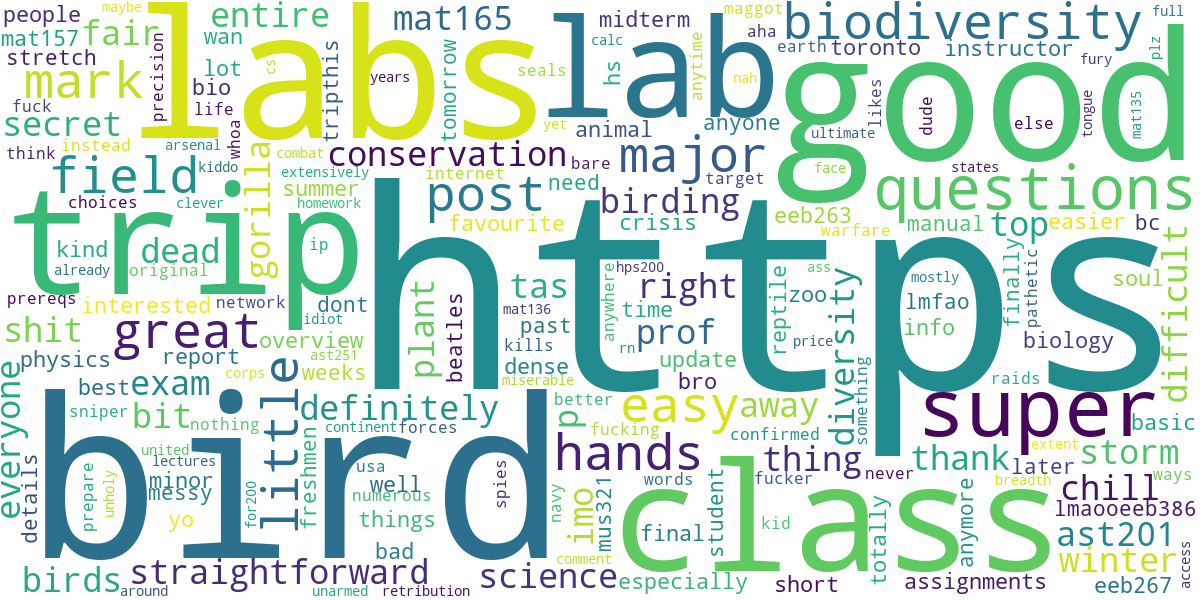 people
maybe
entire
mat165
midterm
maggot
biodiversity
full
mat157
fair
wan
labs
lab
aha
earth
toronto
instructor
plz
stretch
mark
lot
precision
cs
years
tripthis
tomorrow
seals
hs
calc
anytime
nah
good
fury
fuck
bio
life
secret
whoa
animal
anyone
likes
ultimate
dude
else
tongue
mat135
think
instead
arsenal
kiddo
gorilla
combat
conservation
internet
bare
major
target
face
states
field
clever
extensively
summer
homework
post
need
birding
questions
choices
trip
favourite
crisis
eeb263
warfare
manual
top
easier
bc
kind
dead
original
ip
https
tas
hps200
anywhere
right
time
rn
ass
reptile
zoo
diversity
mostly
lmfao
info
finally
pathetic
soul
difficult
already
prereqs
interested
network
dont
idiot
beatles
mat136
past
kills
prof
price
biology
shit
great
plant
overview
ast251
weeks
dense
miserable
update
bro
something
raids
physics
report
corps
everyone
best
exam
little
definitely
better
p
easy
away
super
basic
sniper
bit
nothing
continent
forces
fucking
confirmed
extent
bird
united
lectures
freshmen
usa
well
spies
hands
words
fucker
thing
never
thank
later
storm
ways
details
prepare
unholy
minor
messy
for200
numerous
things
navy
imo
mus321
class
kid
final
student
totally
anymore
breadth
chill
lmaooeeb386
yo
bad
comment
ast201
winter
access
birds
around
straightforward
unarmed
retribution
science
especially
short
assignments
eeb267